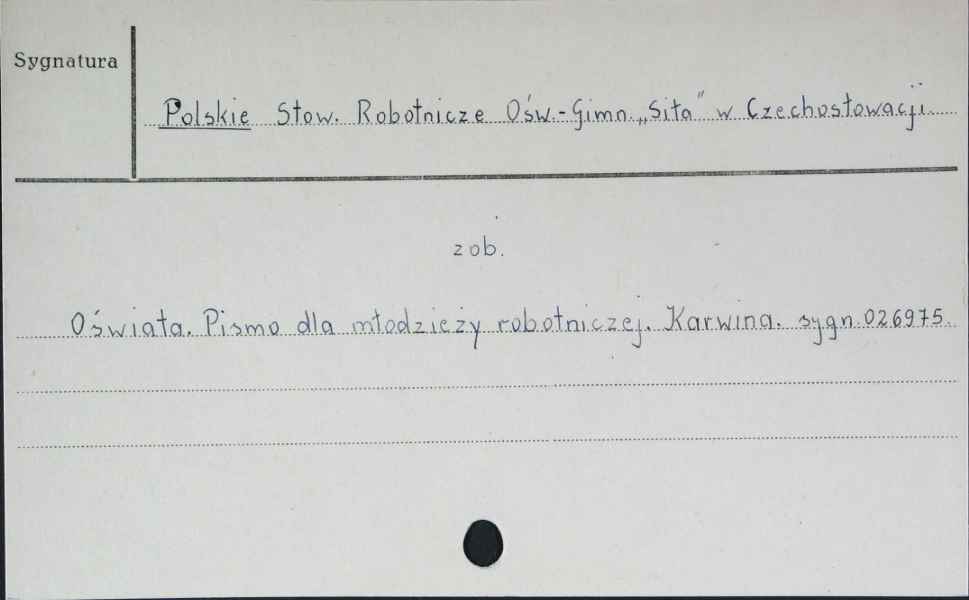 Sygnatura
Polskie Stow. Robotnicze Ośw.-Gimn. „Siła" w Czechosłowacji.
zob.
Oświata. Pismo dla młodzieży robotniczej. Karwina. sygn. 026975.